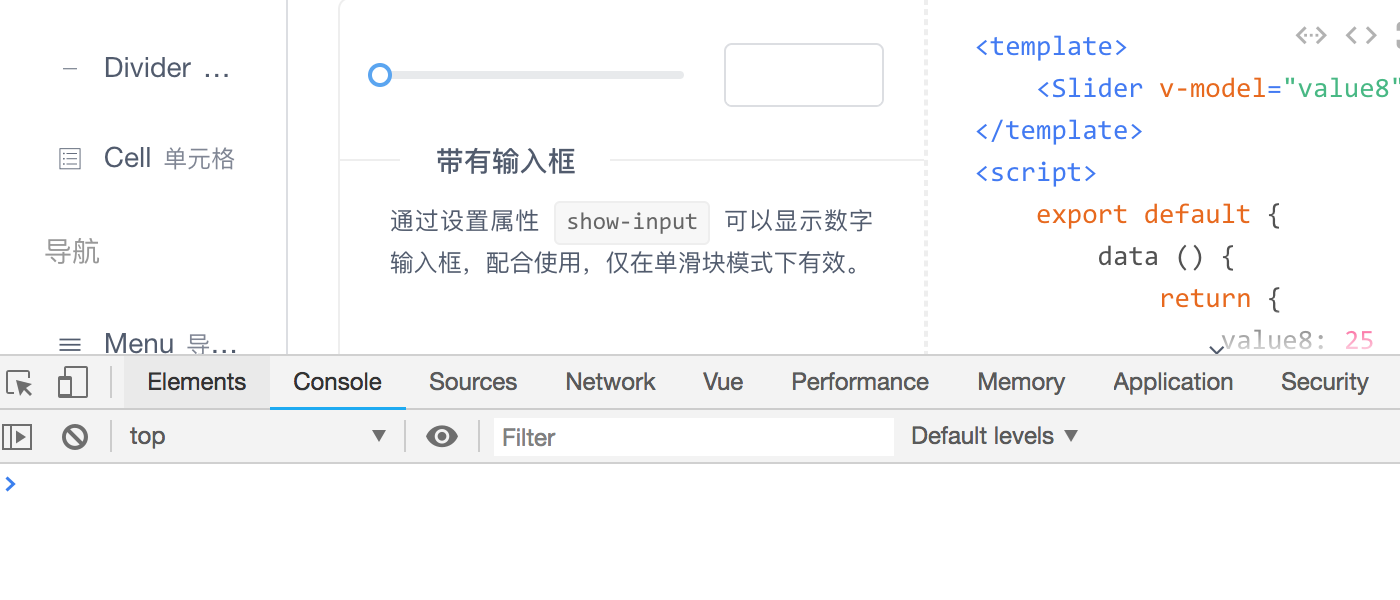 Divider …
Cell 单元格
导航
Menu 导…
带有输入框
通过设置属性 show-input 可以显示数字
输入框，配合使用，仅在单滑块模式下有效。
<template>
<Slider v-model="value8"
</template>
<script>
export default {
data () {
return {
value8: 25
Elements Console Sources Network Vue Performance Memory Application Security
top Filter Default levels